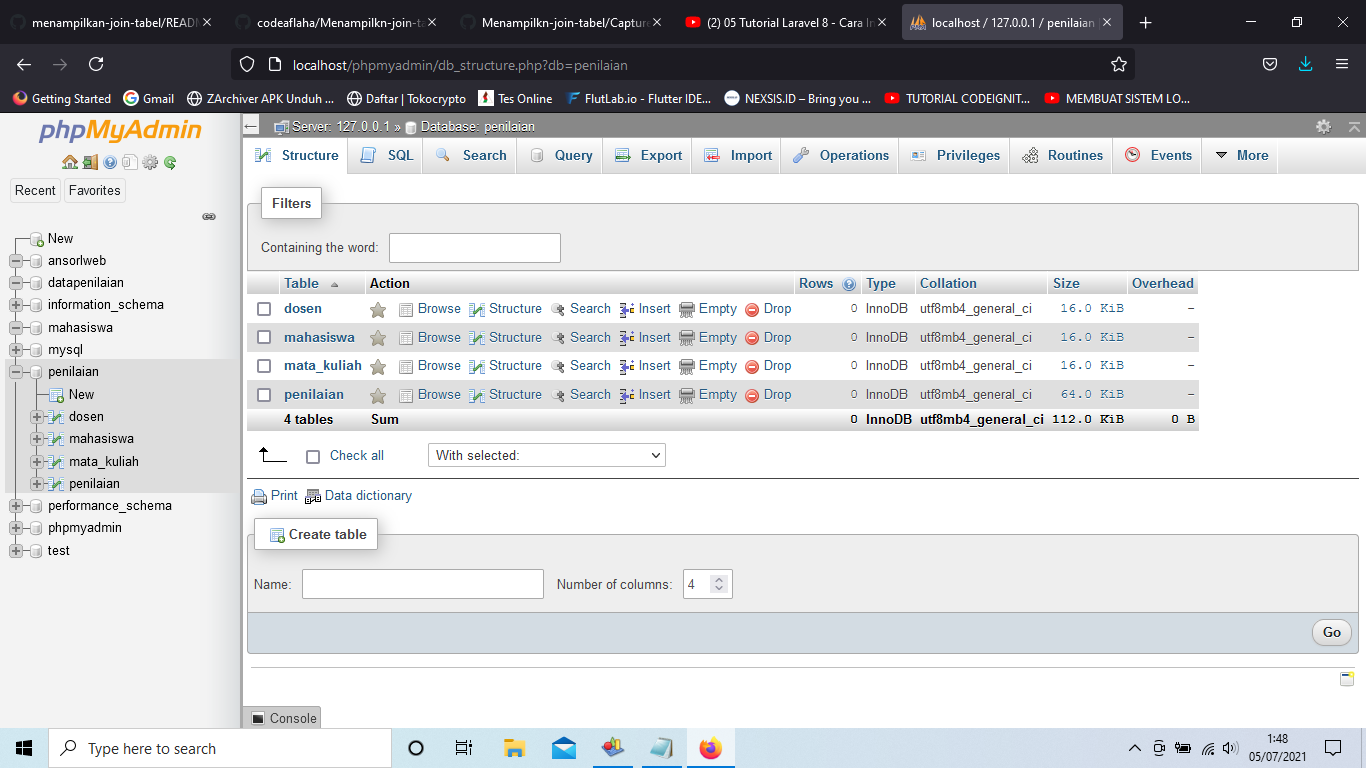 menampilkan-join-tabel/READM
codeaflaha/Menampilkn-join-ta
Menampilkn-join-tabel/Capture
(2) 05 Tutorial Laravel 8 - Cara In
localhost / 127.0.0.1 / penilaian
localhost/phpmyadmin/db_structure.php?db=penilaian
Getting Started
Gmail
ZArchiver APK Unduh ...
Daftar | Tokocrypto
Tes Online
FlutLab.io - Flutter IDE...
NEXSIS.ID – Bring you ...
TUTORIAL CODEIGNIT...
MEMBUAT SISTEM LO...
phpMyAdmin
Recent Favorites
New
ansorlweb
datapenilaian
information_schema
mahasiswa
mysql
penilaian
New
dosen
mahasiswa
mata_kuliah
penilaian
performance_schema
phpmyadmin
test
Server: 127.0.0.1 » Database: penilaian
Structure SQL Search Query Export Import Operations Privileges Routines Events More
Filters
Containing the word:
Table Action Rows Type Collation Size Overhead
dosen Browse Structure Search Insert Empty Drop 0 InnoDB utf8mb4_general_ci 16.0 KiB -
mahasiswa Browse Structure Search Insert Empty Drop 0 InnoDB utf8mb4_general_ci 16.0 KiB -
mata_kuliah Browse Structure Search Insert Empty Drop 0 InnoDB utf8mb4_general_ci 16.0 KiB -
penilaian Browse Structure Search Insert Empty Drop 0 InnoDB utf8mb4_general_ci 64.0 KiB -
4 tables Sum 0 InnoDB utf8mb4_general_ci 112.0 KiB 0 B
Check all With selected:
Print Data dictionary
Create table
Name: Number of columns: 4
Go
Console
Type here to search
1:48
05/07/2021